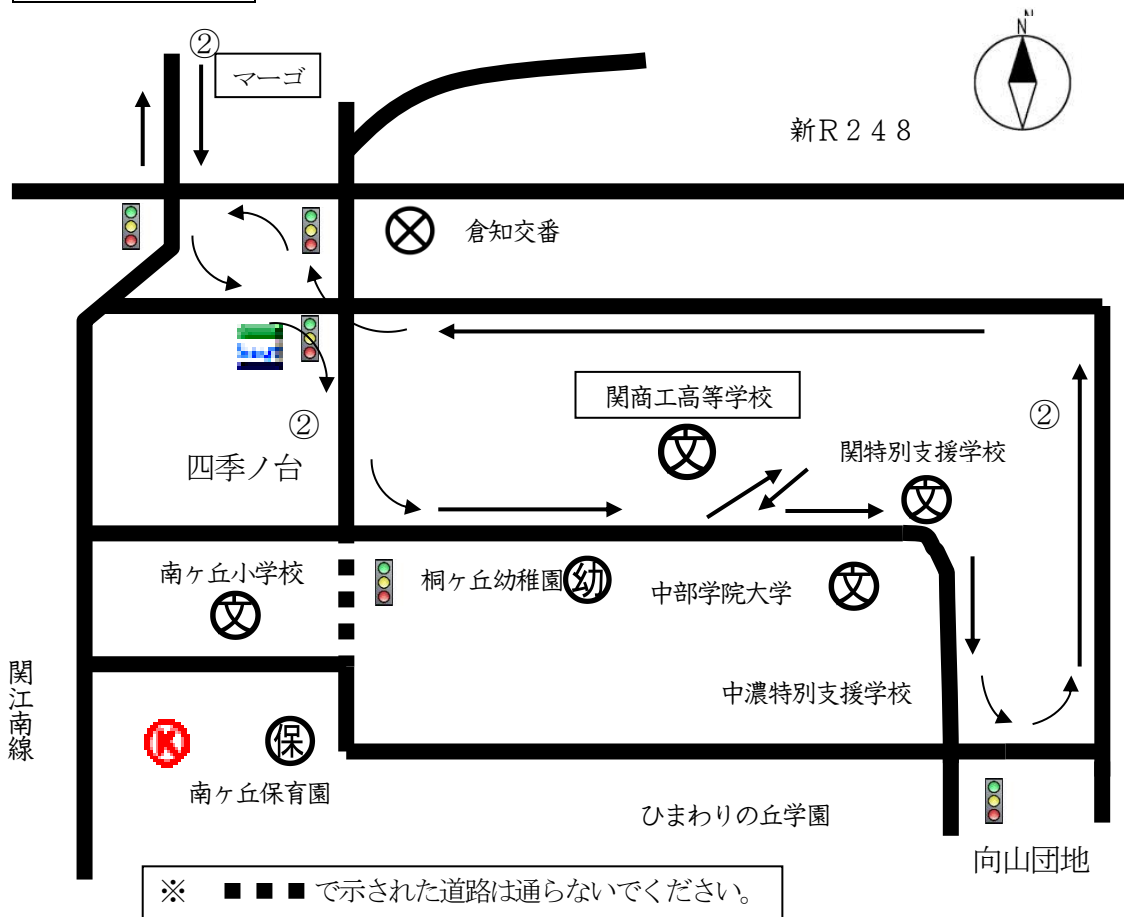 N
②
マーゴ
新R248
倉知交番
関商工高等学校
②
②
四季ノ台
関特別支援学校
文
文
南ヶ丘小学校
文
桐ヶ丘幼稚園
幼
中部学院大学
文
関江南線
中濃特別支援学校
K
保
南ヶ丘保育園
ひまわりの丘学園
向山団地
※ ■ ■ ■ で示された道路は通らないでください。